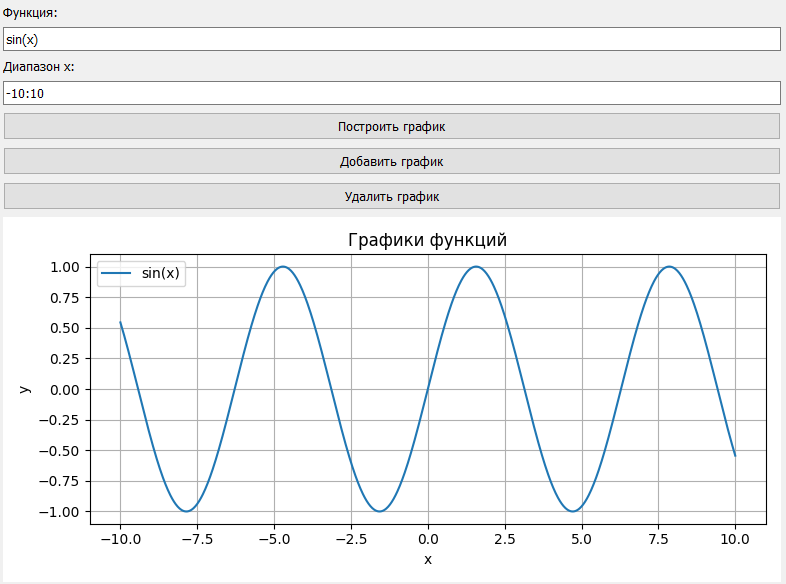 Функция:
sin(x)
Диапазон x:
-10:10
Построить график
Добавить график
Удалить график
Графики функций
sin(x)
1.00
0.75
0.50
0.25
0.00
−0.25
−0.50
−0.75
−1.00
y
−10.0 −7.5 −5.0 −2.5 0.0 2.5 5.0 7.5 10.0
x